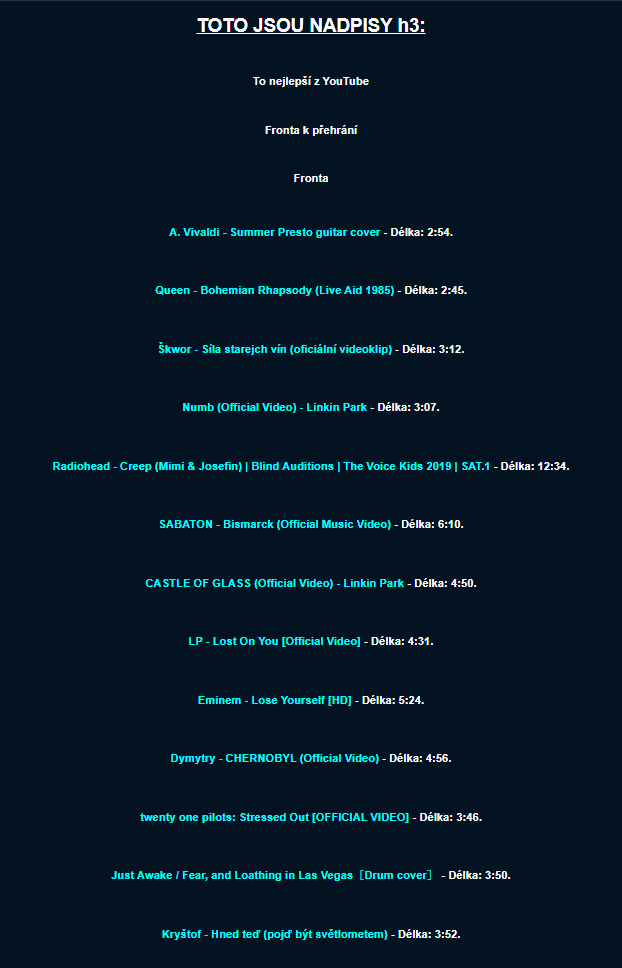 TOTO JSOU NADPISY h3:
To nejlepší z YouTube
Fronta k přehrání
Fronta
A. Vivaldi - Summer Presto guitar cover - Délka: 2:54.
Queen - Bohemian Rhapsody (Live Aid 1985) - Délka: 2:45.
Škwor - Síla starejch vín (oficiální videoklip) - Délka: 3:12.
Numb (Official Video) - Linkin Park - Délka: 3:07.
Radiohead - Creep (Mimi & Josefin) | Blind Auditions | The Voice Kids 2019 | SAT.1 - Délka: 12:34.
SABATON - Bismarck (Official Music Video) - Délka: 6:10.
CASTLE OF GLASS (Official Video) - Linkin Park - Délka: 4:50.
LP - Lost On You [Official Video] - Délka: 4:31.
Eminem - Lose Yourself [HD] - Délka: 5:24.
Dymytry - CHERNOBYL (Official Video) - Délka: 4:56.
twenty one pilots: Stressed Out [OFFICIAL VIDEO] - Délka: 3:46.
Just Awake / Fear, and Loathing in Las Vegas［Drum cover］ - Délka: 3:50.
Kryštof - Hned teď (pojď být světlometem) - Délka: 3:52.